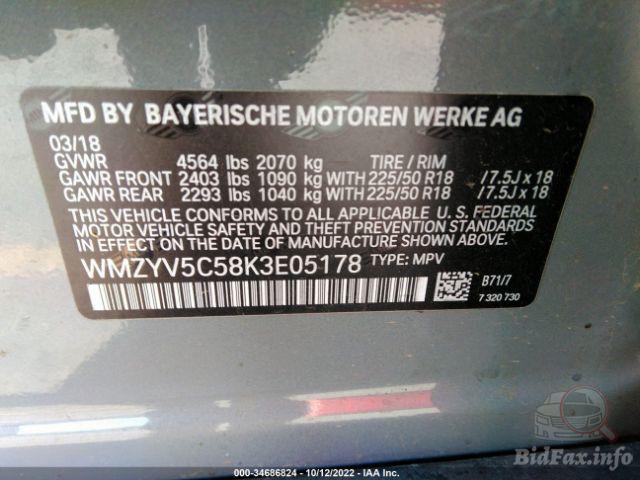 MFD BY BAYERISCHE MOTOREN WERKE AG
03/18
GVWR 4564 lbs 2070 kg TIRE / RIM
GAWR FRONT 2403 lbs 1090 kg WITH 225/50 R18 /7.5J x 18
GAWR REAR 2293 lbs 1040 kg WITH 225/50 R18 /7.5J x 18
THIS VEHICLE CONFORMS TO ALL APPLICABLE U. S. FEDERAL
MOTOR VEHICLE SAFETY AND THEFT PREVENTION STANDARDS
IN EFFECT ON THE DATE OF MANUFACTURE SHOWN ABOVE.
WMZYV5C58K3E05178 TYPE: MPV
B71/7
7 320 730
BidFax.info
000-34686824 - 10/12/2022 - IAA Inc.